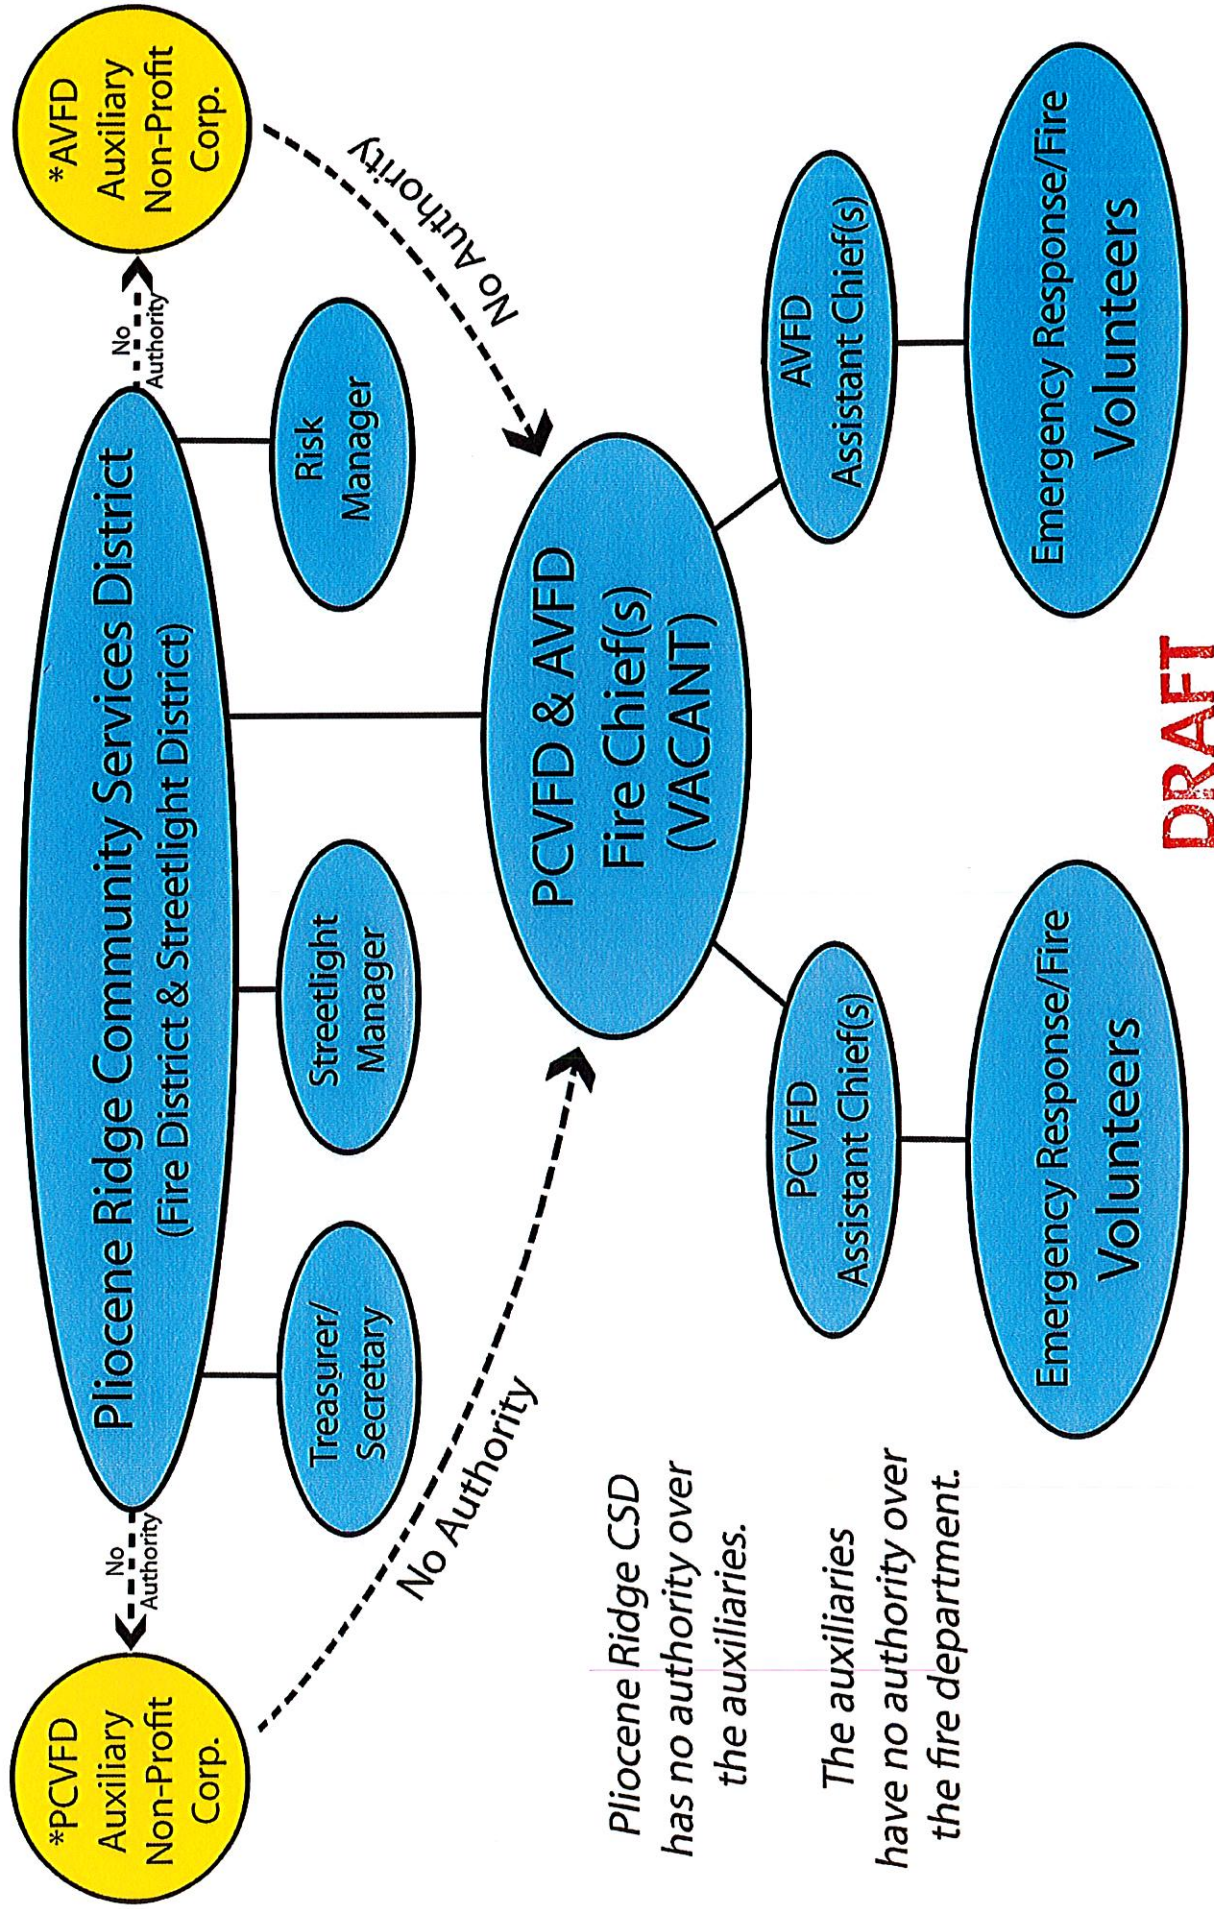 *PCVFD
Auxiliary
Non-Profit
Corp.
No
Authority
Pliocene Ridge Community Services District
(Fire District & Streetlight District)
No
Authority
*AVFD
Auxiliary
Non-Profit
Corp.
Treasurer/
Secretary
Streetlight
Manager
Risk
Manager
No Authority
No Authority
PCVFD & AVFD
Fire Chief(s)
(VACANT)
Pliocene Ridge CSD
has no authority over
the auxiliaries.
The auxiliaries
have no authority over
the fire department.
PCVFD
Assistant Chief(s)
AVFD
Assistant Chief(s)
Emergency Response/Fire
Volunteers
Emergency Response/Fire
Volunteers
DRAFT